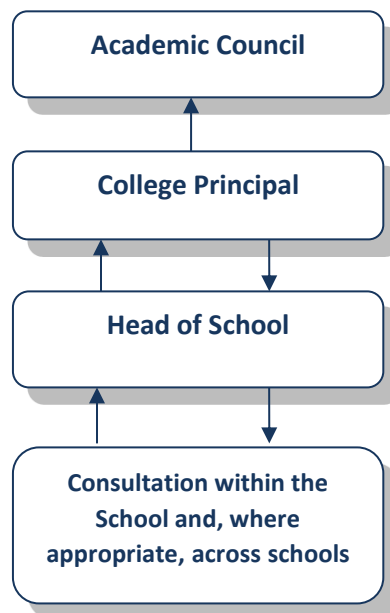 Academic Council
College Principal
Head of School
Consultation within the
School and, where
appropriate, across schools